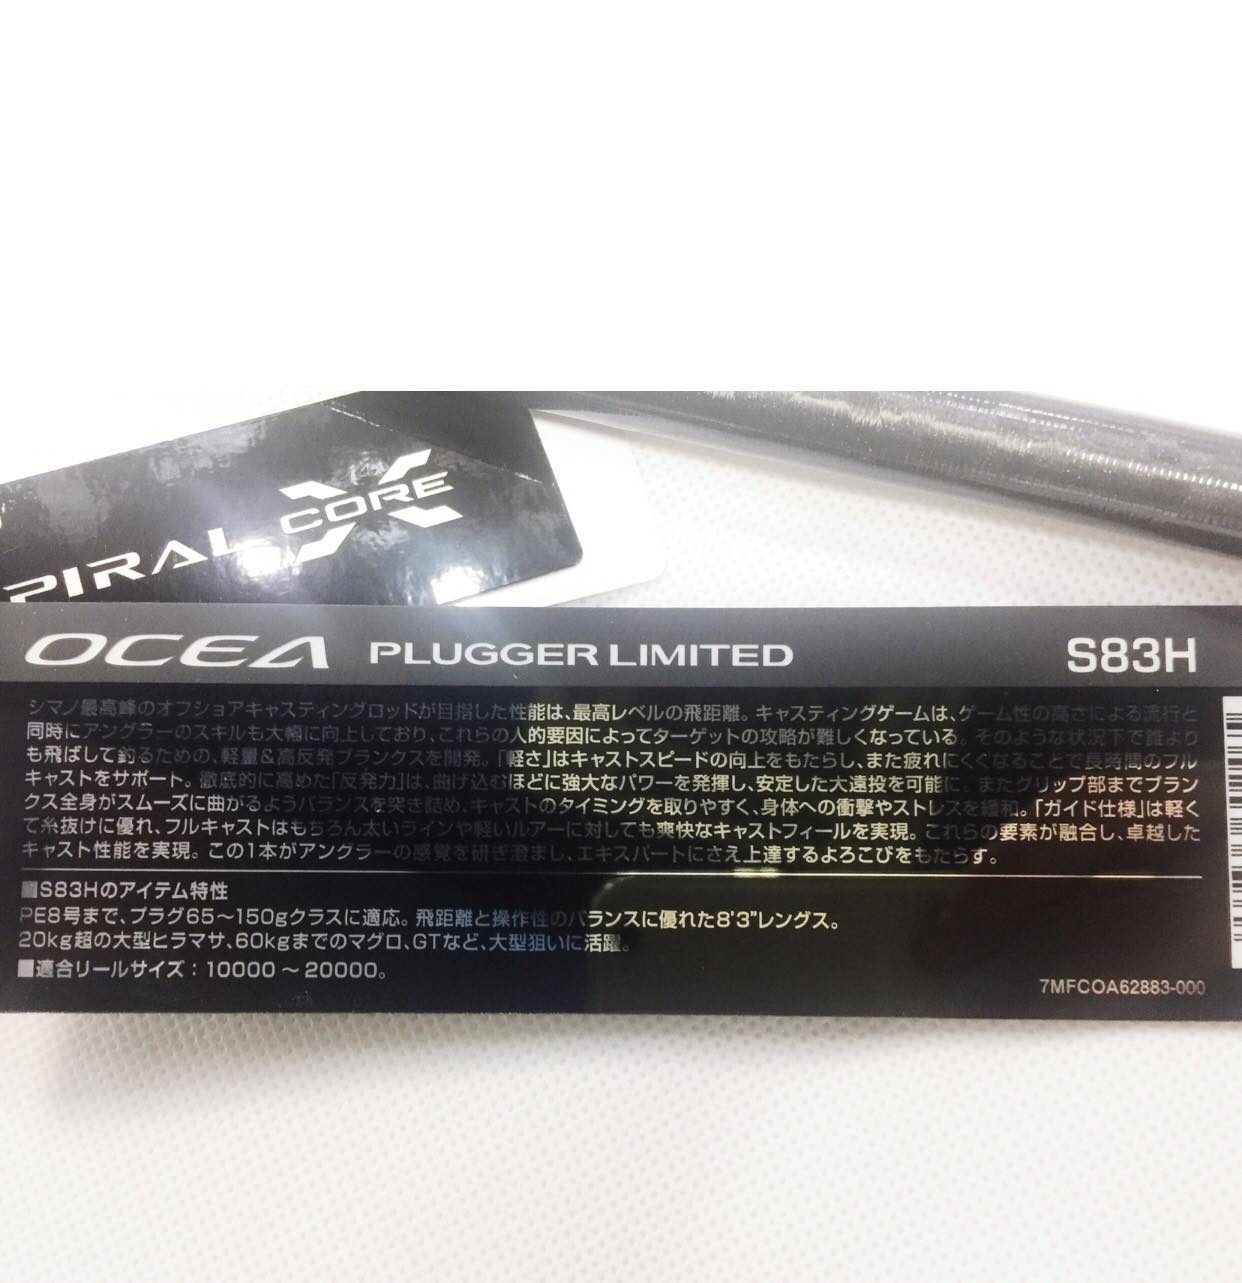 PIRAL CORE
OCEA PLUGGER LIMITED S83H
シマノ最高峰のオフショアキャスティングロッドが目指した性能は、最高レベルの飛距離。キャスティングゲームは、ゲーム性の高さによる流行と
同時にアングラーのスキルも大幅に向上しており、これらの人的要因によってターゲットの攻略が難しくなっている。そのような状況下で誰より
も飛ばして釣るための、軽量＆高反発ブランクスを開発。「軽さ」はキャストスピードの向上をもたらし、また疲れにくくなることで長時間のフル
キャストをサポート。徹底的に高めた「反発力」は、曲げ込むほどに強大なパワーを発揮し、安定した大遠投を可能に。またグリップ部までブラン
クス全身がスムーズに曲がるようバランスを突き詰め、キャストのタイミングを取りやすく、身体への衝撃やストレスを緩和。「ガイド仕様」は軽く
て糸抜けに優れ、フルキャストはもちろん太いラインや軽いルアーに対しても爽快なキャストフィールを実現。これらの要素が融合し、卓越した
キャスト性能を実現。この1本がアングラーの感覚を研ぎ澄まし、エキスパートにさえ上達するよろこびをもたらす。
■S83Hのアイテム特性
PE8号まで、プラグ65〜150gクラスに適応。飛距離と操作性のバランスに優れた8'3"レングス。
20kg超の大型ヒラマサ、60kgまでのマグロ、GTなど、大型狙いに活躍。
■適合リールサイズ：10000 〜 20000。
7MFCOA62883-000